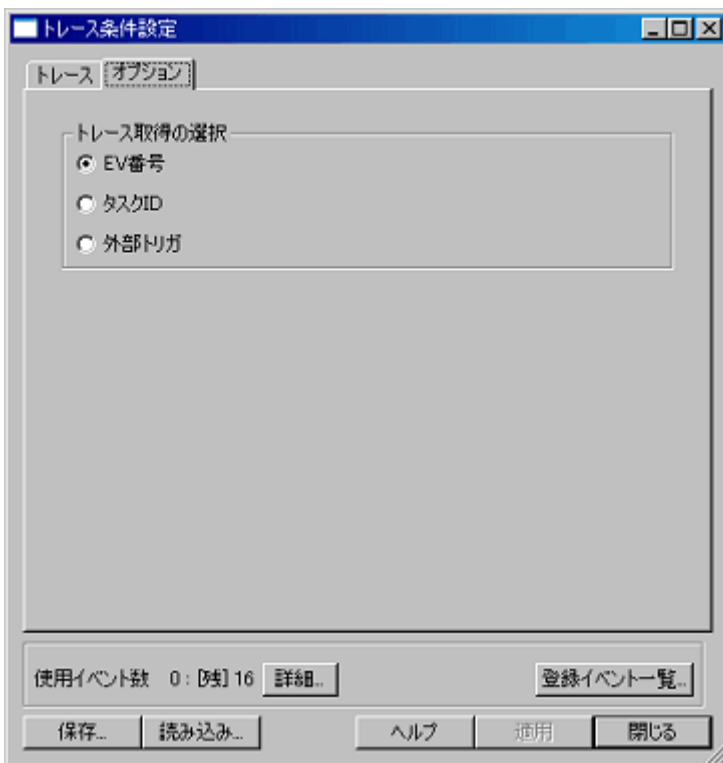 トレース条件設定
トレース オプション
トレース取得の選択
EV番号
タスクID
外部トリガ
使用イベント数 0 : [残] 16 詳細... 登録イベント一覧...
保存... 読み込み... ヘルプ 適用 閉じる